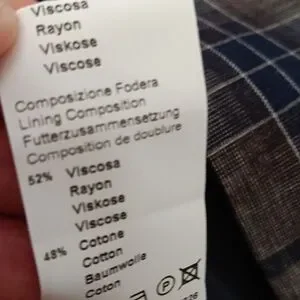 Viscosa
Rayon
Viskose
Viscose
Composizione Fodera
Lining Composition
Futterzusammensetzung
Composition de doublure
52% Viscosa
Rayon
Viskose
Viscose
48% Cotone
Cotton
Baumwolle
Coton
P